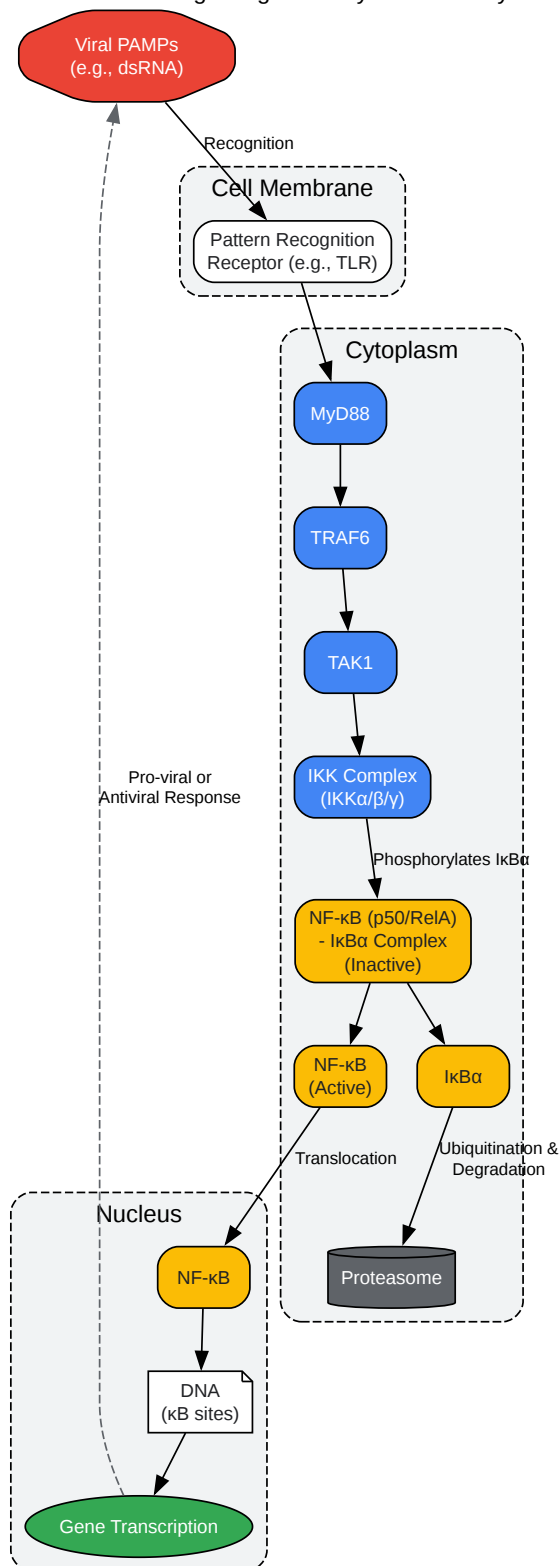 Viral PAMPs
(e.g., dsRNA)
Recognition
Cell Membrane
Pattern Recognition
Receptor (e.g., TLR)
Cytoplasm
MyD88
TRAF6
TAK1
IKK Complex
(IKKα/β/γ)
Pro-viral or
Antiviral Response
Phosphorylates IκBα
NF-κB (p50/RelA)
- IκBα Complex
(Inactive)
NF-κB
(Active)
IκBα
Translocation
Ubiquitination &
Degradation
Nucleus
NF-κB
Proteasome
DNA
(κB sites)
Gene Transcription